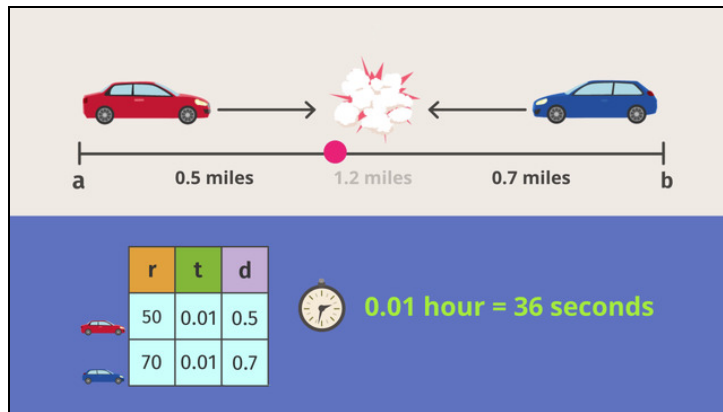 a 0.5 miles 1.2 miles 0.7 miles b
r t d
50 0.01 0.5
70 0.01 0.7
0.01 hour = 36 seconds